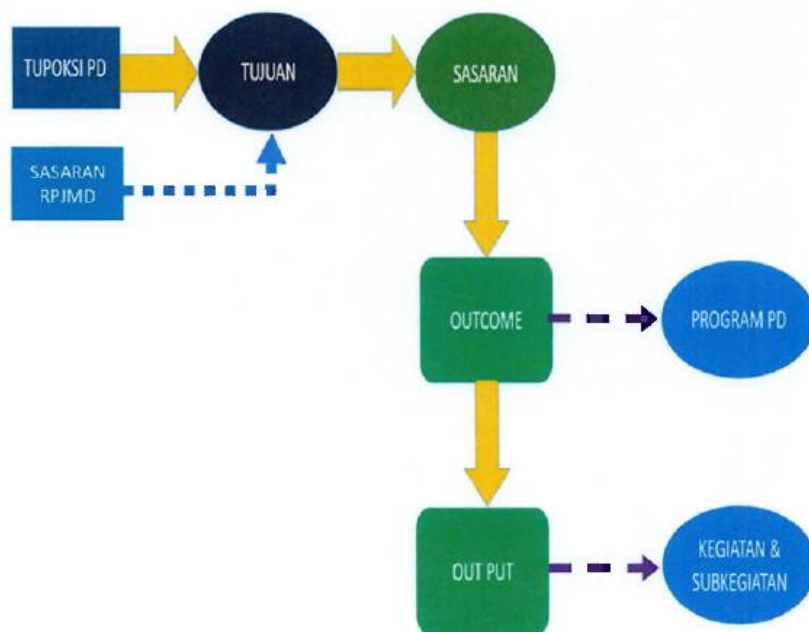 TUPOKSI PD
TUJUAN
SASARAN
SASARAN
RPJMD
OUTCOME
PROGRAM PD
OUT PUT
KEGIATAN &
SUBKEGIATAN